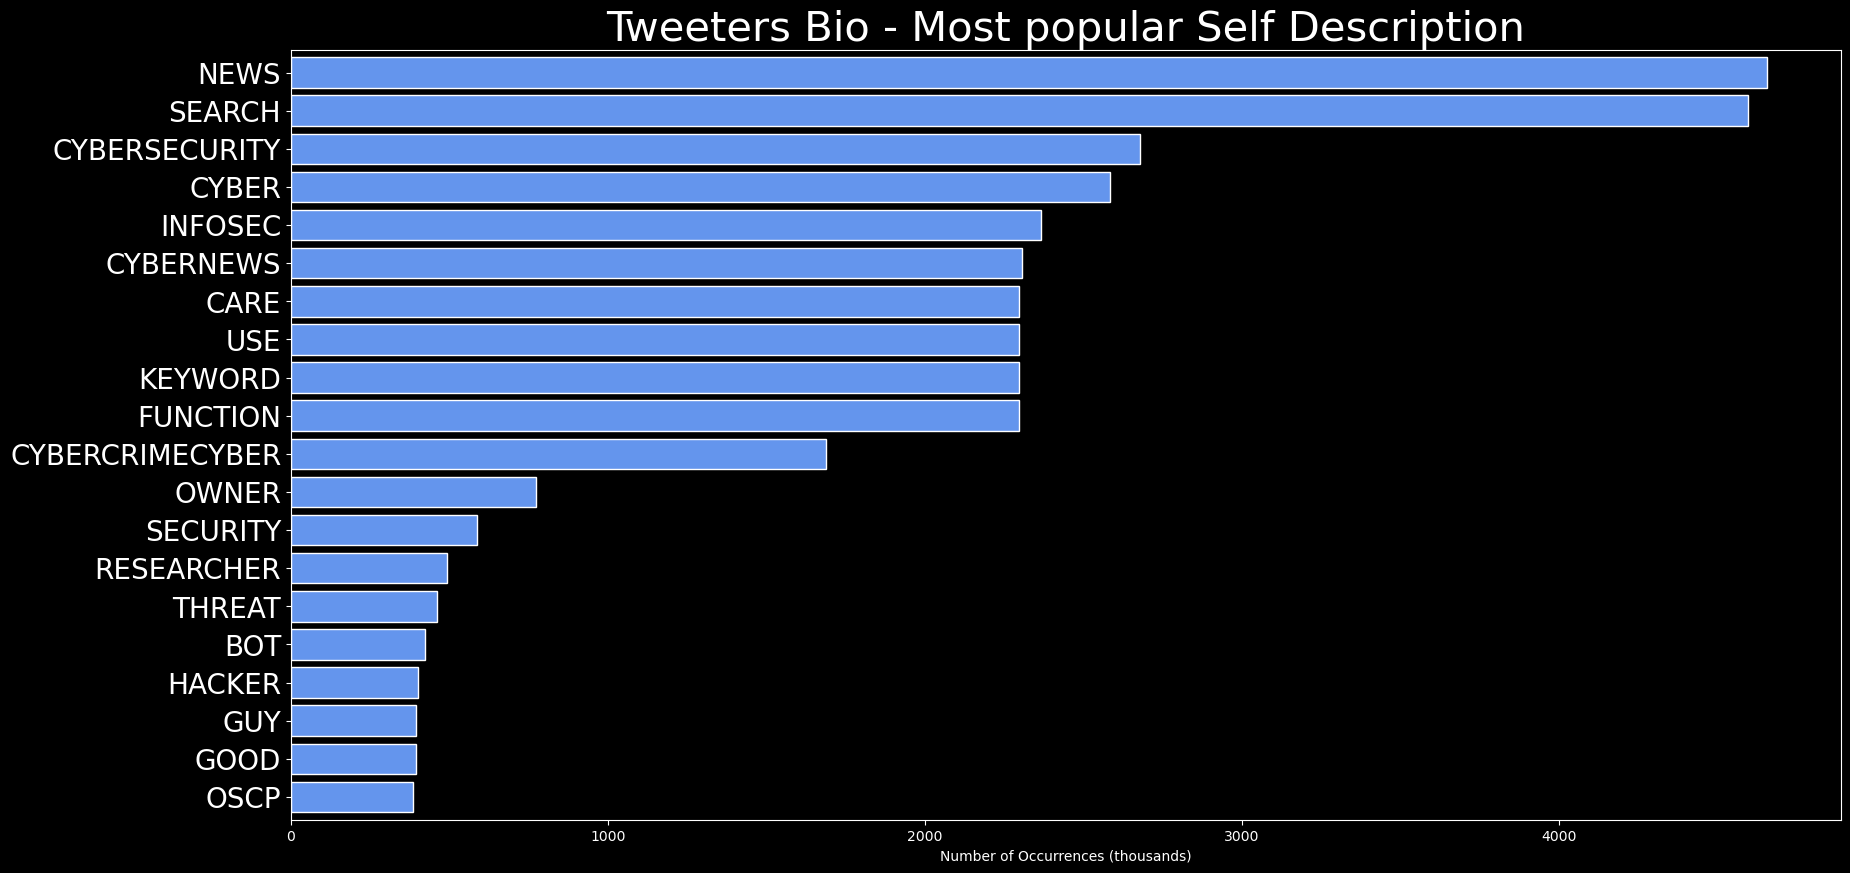 Tweeters Bio - Most popular Self Description
NEWS
SEARCH
CYBERSECURITY
CYBER
INFOSEC
CYBERNEWS
CARE
USE
KEYWORD
FUNCTION
CYBERCRIMECYBER
OWNER
SECURITY
RESEARCHER
THREAT
BOT
HACKER
GUY
GOOD
OSCP
0 1000 2000 3000 4000
Number of Occurrences (thousands)